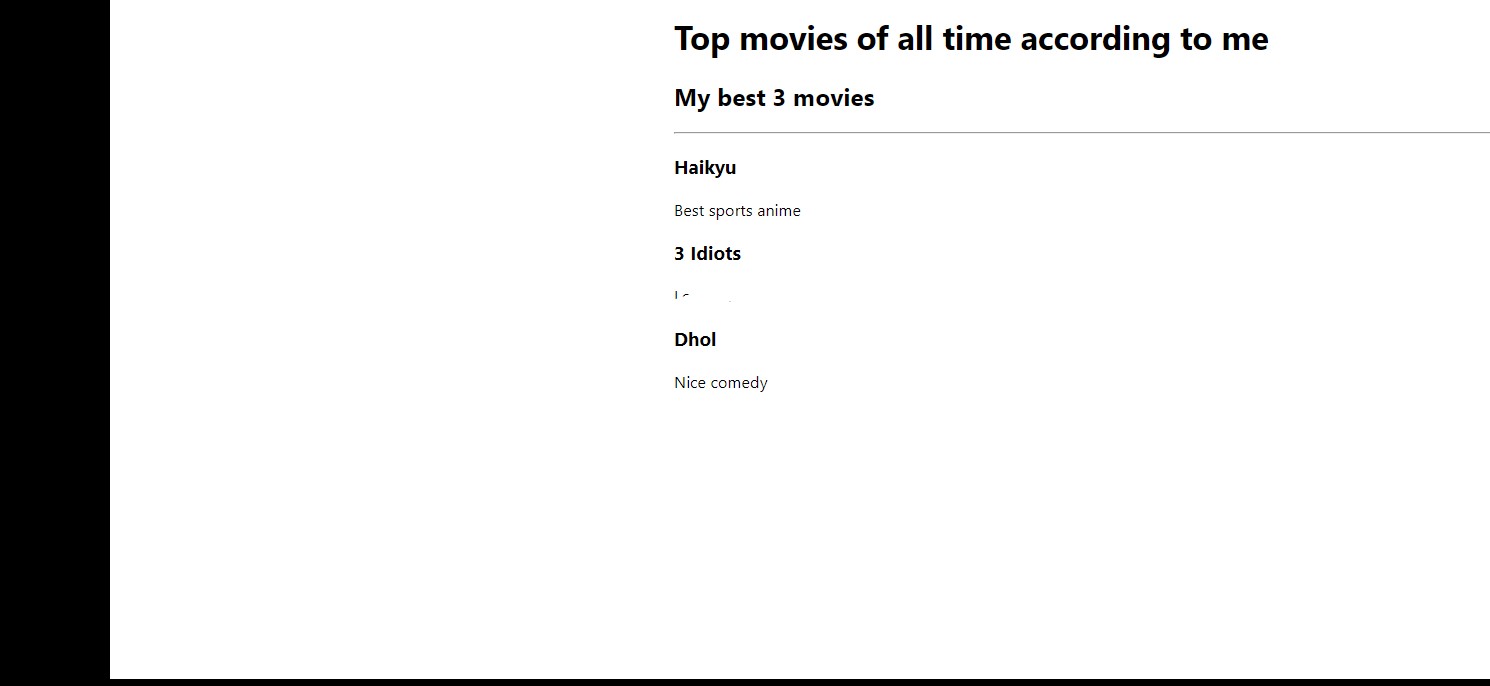 Top movies of all time according to me
My best 3 movies
Haikyu
Best sports anime
3 Idiots
Dhol
Nice comedy